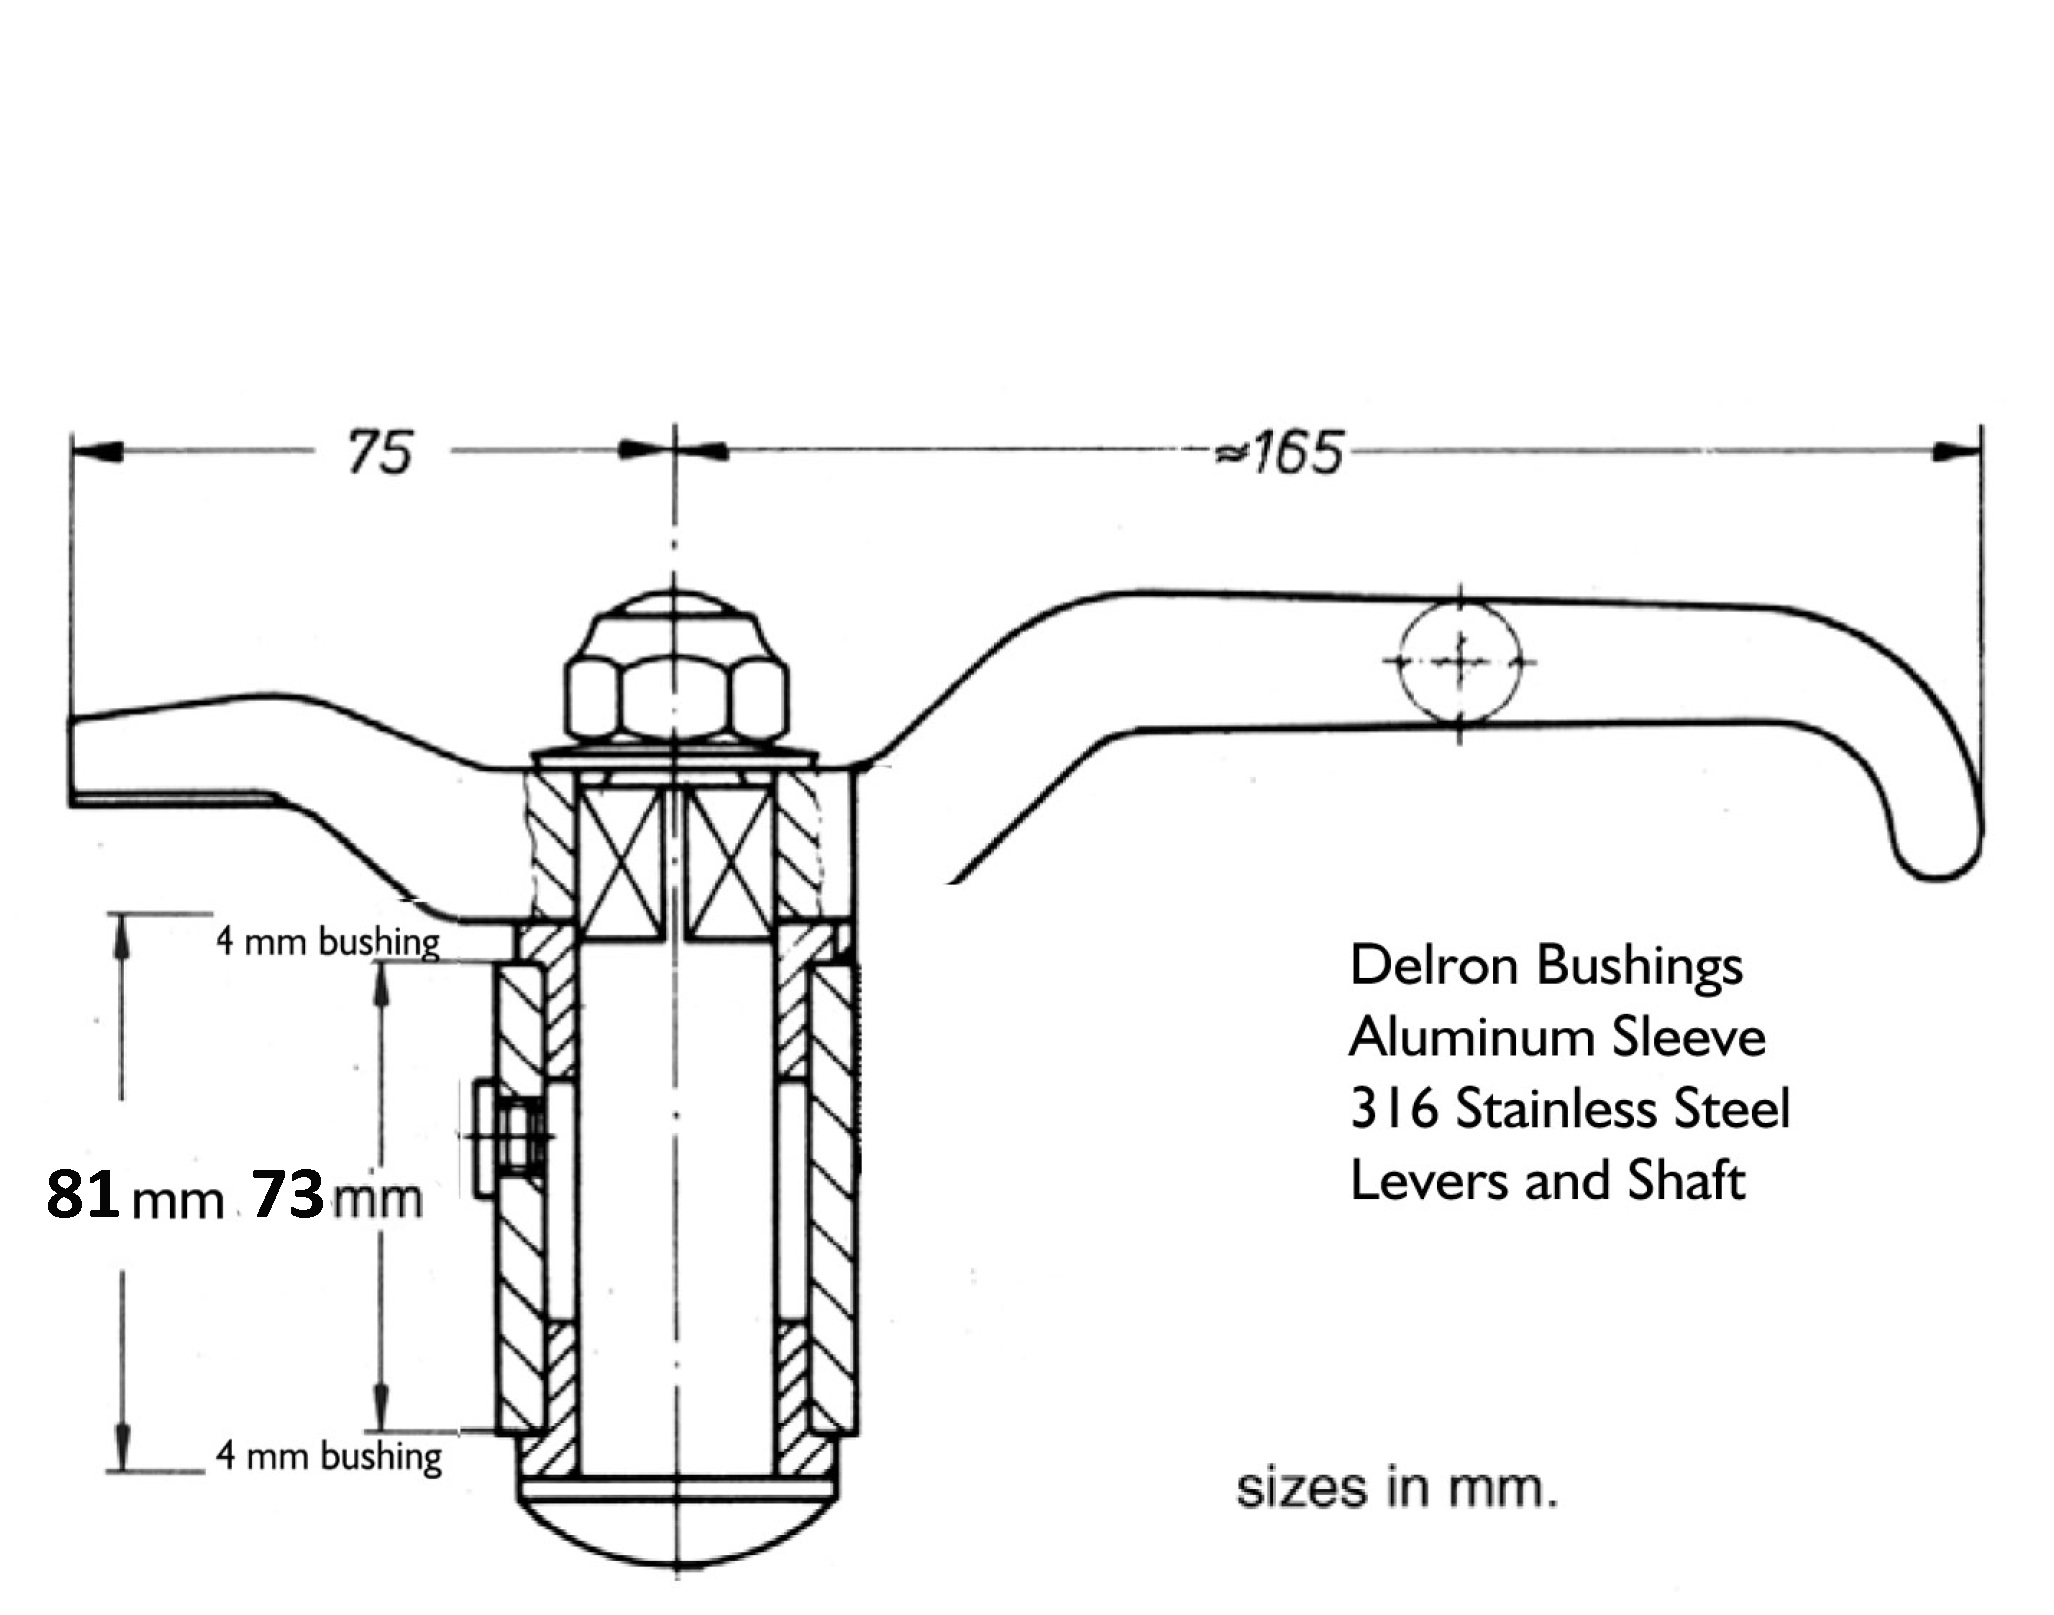 75
≈165
4 mm bushing
Delron Bushings
Aluminum Sleeve
316 Stainless Steel
Levers and Shaft
81 mm 73 mm
4 mm bushing
sizes in mm.